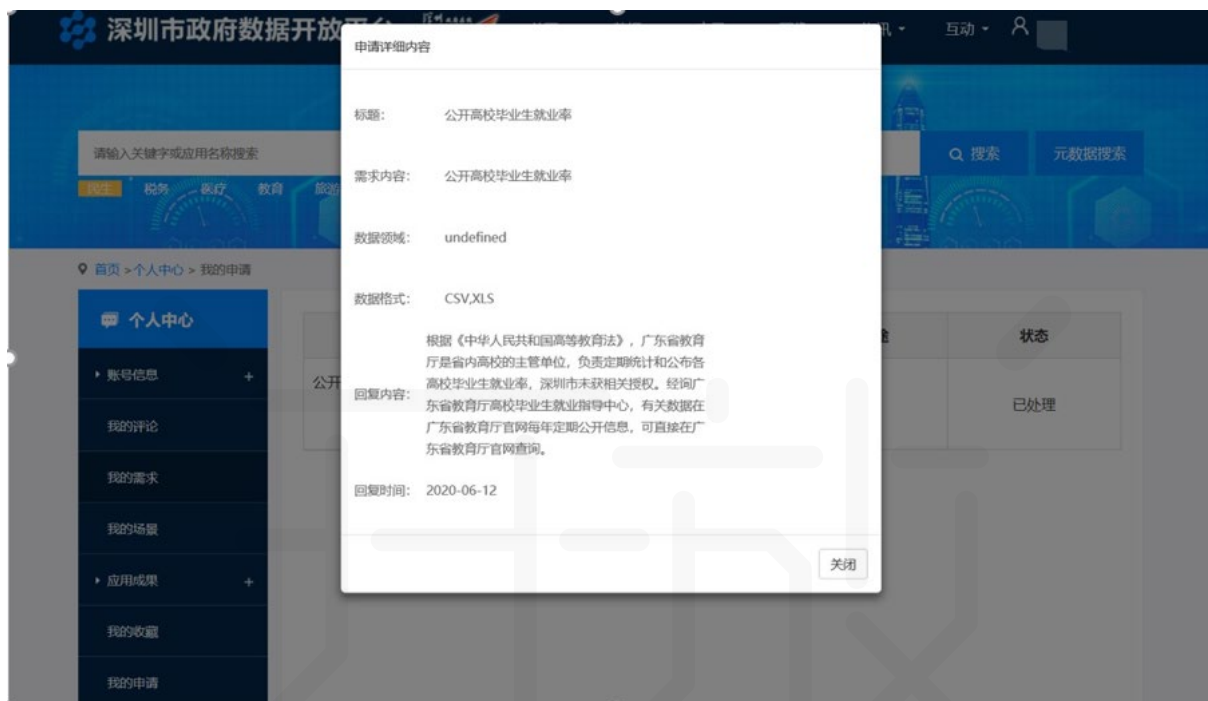 深圳市政府数据开放
互动
申请详细内容
标题： 公开高校毕业生就业率
请输入关键字或应用名称搜索
搜索
元数据搜索
需求内容： 公开高校毕业生就业率
民生 税务 医疗 教育 旅游
数据领域： undefined
首页 > 个人中心 > 我的申请
数据格式： CSV,XLS
个人中心
状态
回复内容：
根据《中华人民共和国高等教育法》，广东省教育
厅是省内高校的主管单位，负责定期统计和公布各
高校毕业生就业率，深圳市未获相关授权。经询广
东省教育厅高校毕业生就业指导中心，有关数据在
广东省教育厅官网每年定期公开信息，可直接在广
东省教育厅官网查询。
账号信息 +
公开
已处理
我的评论
我的需求
回复时间： 2020-06-12
我的场景
关闭
应用成果 +
我的收藏
我的申请